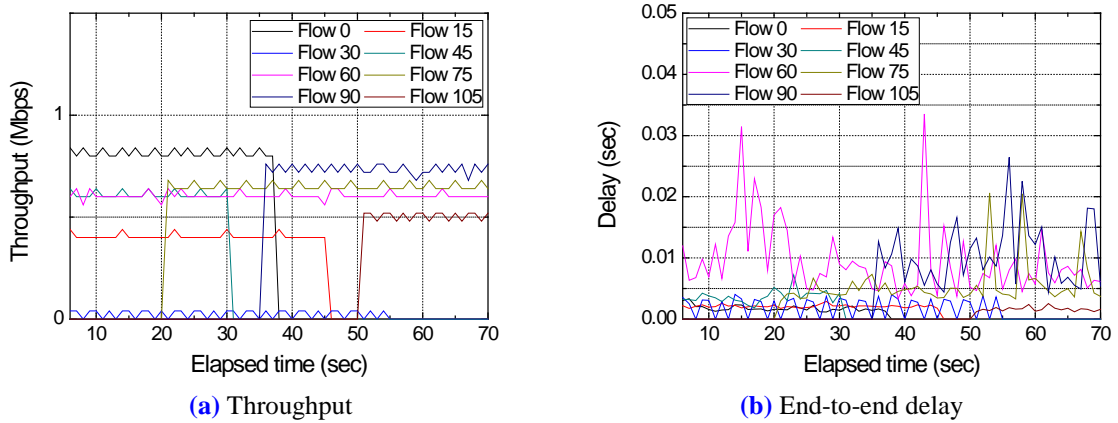 Flow 0 Flow 15
Flow 30 Flow 45
Flow 60 Flow 75
Flow 90 Flow 105
1
0
Throughput (Mbps)
10 20 30 40 50 60 70
Elapsed time (sec)
(a) Throughput
0.05
0.04
0.03
0.02
0.01
0.00
Delay (sec)
Flow 0 Flow 15
Flow 30 Flow 45
Flow 60 Flow 75
Flow 90 Flow 105
10 20 30 40 50 60 70
Elapsed time (sec)
(b) End-to-end delay